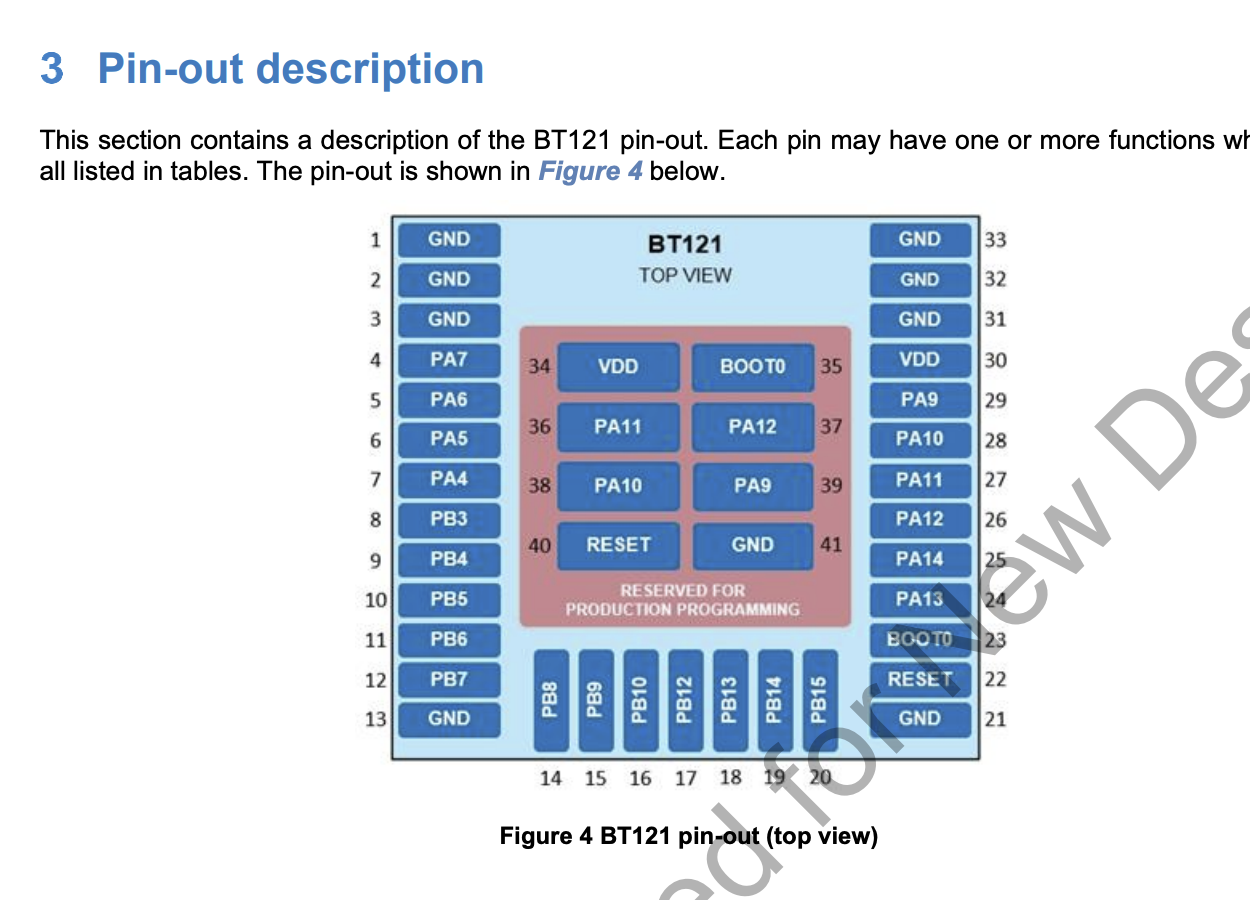 3 Pin-out description
This section contains a description of the BT121 pin-out. Each pin may have one or more functions wh
all listed in tables. The pin-out is shown in Figure 4 below.
BT121
TOP VIEW
1 GND
2 GND
3 GND
4 PA7
5 PA6
6 PA5
7 PA4
8 PB3
9 PB4
10 PB5
11 PB6
12 PB7
13 GND
34 VDD BOOT0 35
36 PA11 PA12 37
38 PA10 PA9 39
40 RESET GND 41
RESERVED FOR
PRODUCTION PROGRAMMING
GND 33
GND 32
GND 31
VDD 30
PA9 29
PA10 28
PA11 27
PA12 26
PA14 25
PA13 24
BOOT0 23
RESET 22
GND 21
PB8 PB9 PB10 PB12 PB13 PB14 PB15
14 15 16 17 18 19 20
Figure 4 BT121 pin-out (top view)
ed for New Des